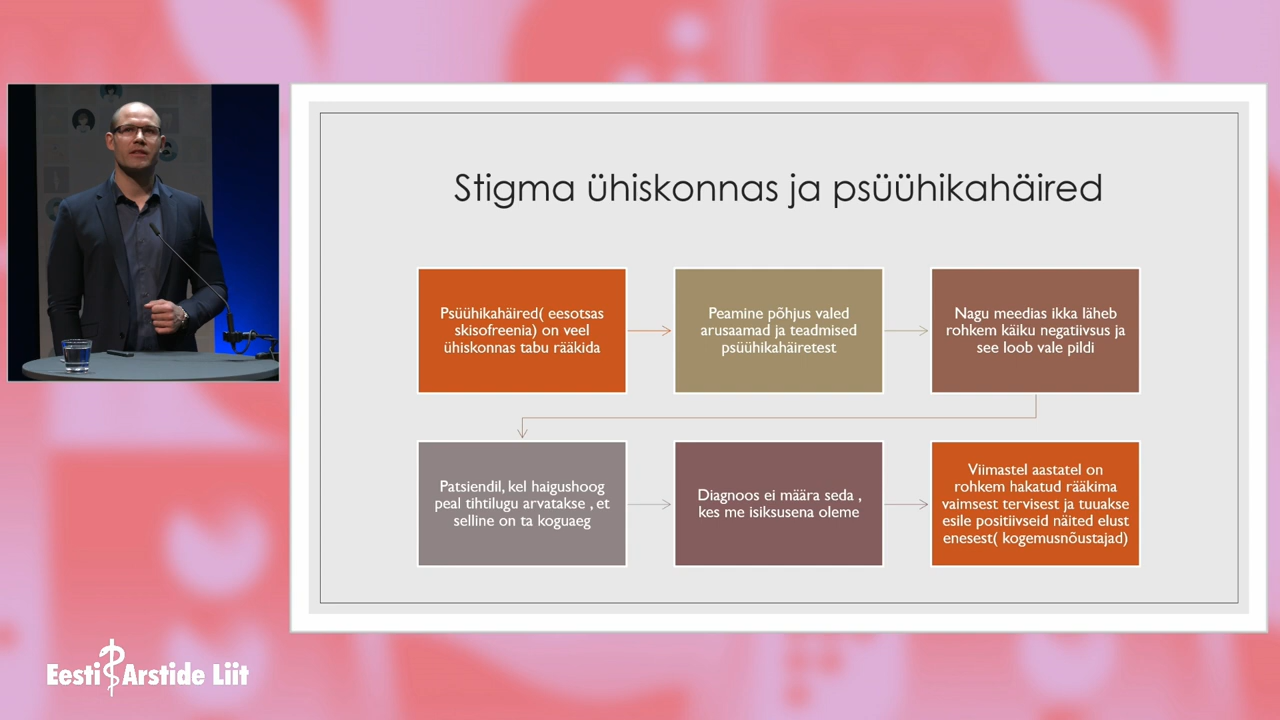 Stigma ühiskonnas ja psüühikahäired
Psüühikahäired( eesotsas
skisofreenia) on veel
ühiskonnas tabu rääkida
Peamine põhjus valed
arusaamad ja teadmised
psüühikahäiretest
Nagu meedias ikka läheb
rohkem käiku negatiivsus ja
see loob vale pildi
Patsiendil, kel haigushoog
peal tihtilugu arvatakse , et
selline on ta koguaeg
Diagnoos ei määra seda ,
kes me isiksusena oleme
Viimastel aastatel on
rohkem hakatud rääkima
vaimsest tervisest ja tuuakse
esile positiivseid näited elust
enesest( kogemusnõustajad)
Eesti Arstide Liit